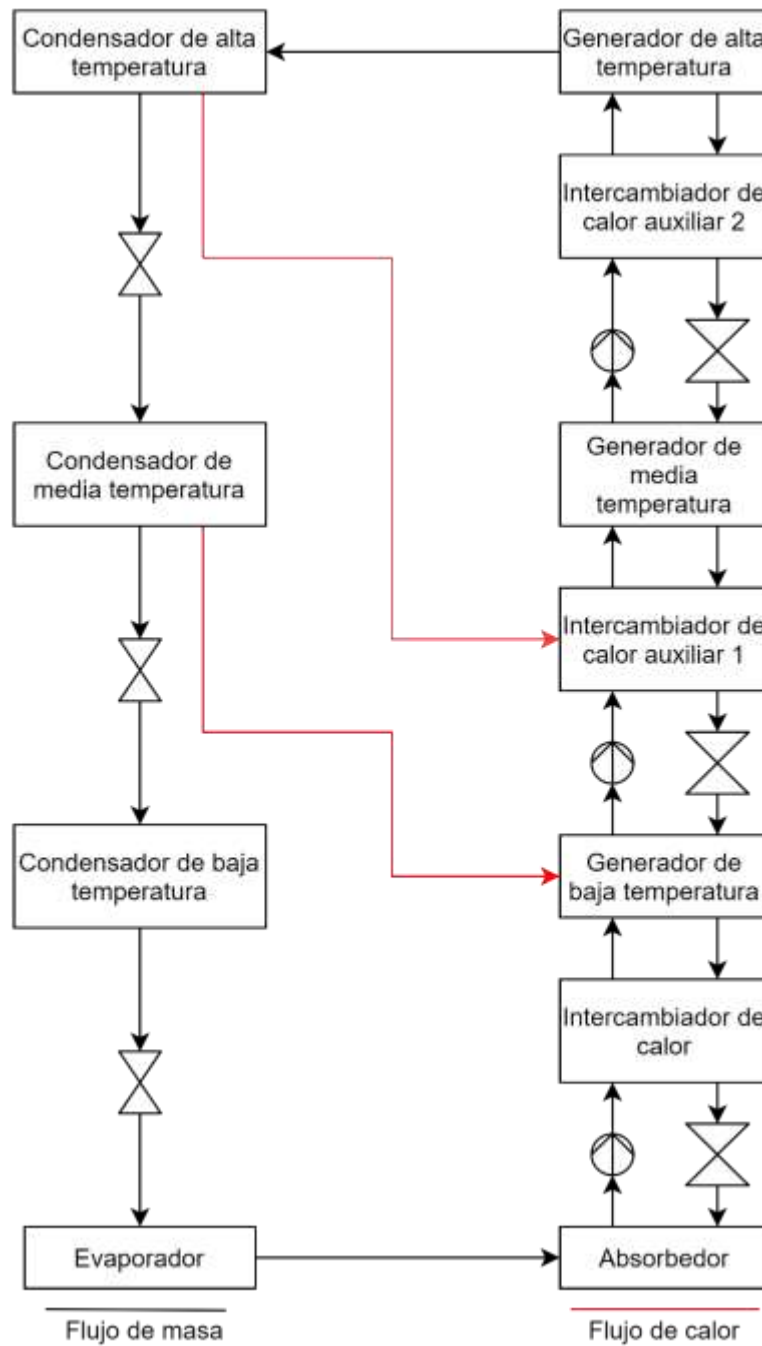 Condensador de alta
temperatura
Generador de alta
temperatura
Intercambiador de
calor auxiliar 2
Condensador de
media temperatura
Generador de
media
temperatura
Intercambiador de
calor auxiliar 1
Condensador de baja
temperatura
Generador de
baja temperatura
Intercambiador de
calor
Evaporador
Absorbedor
Flujo de masa
Flujo de calor